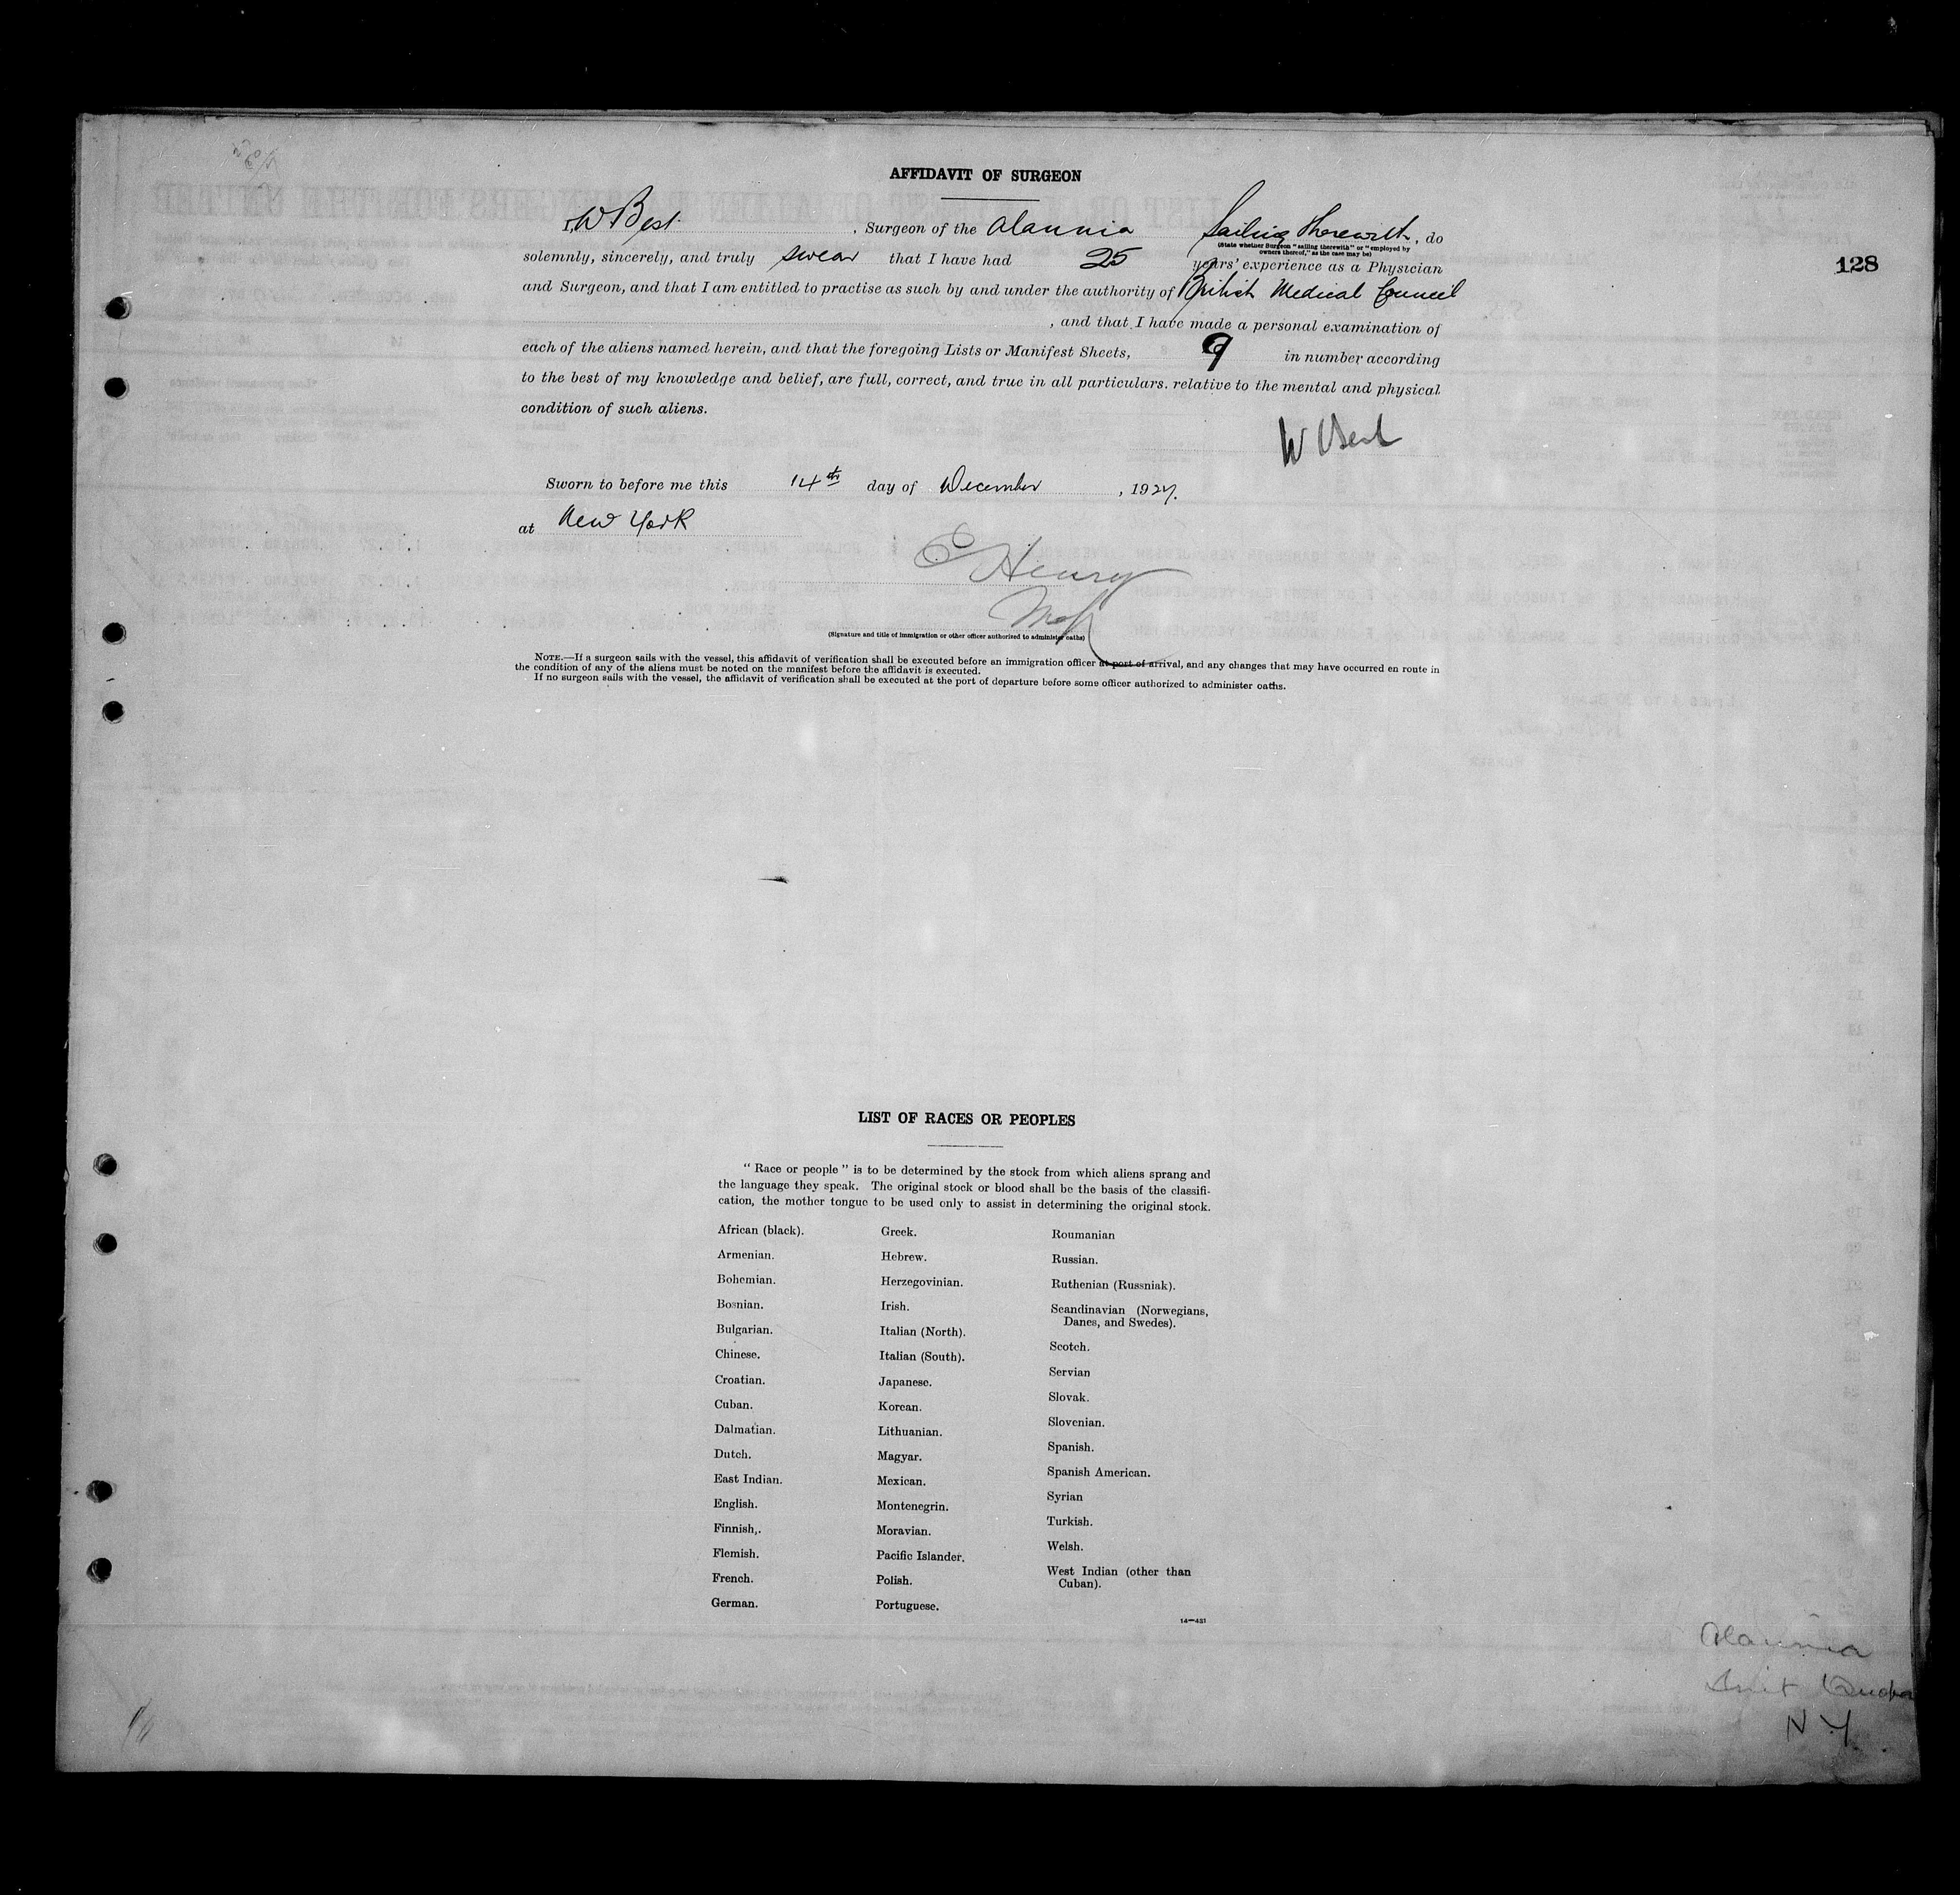 AFFIDAVIT OF SURGEON
I, W Best, Surgeon of the Alaunia Sailing Therewith, do
(State whether Surgeon "sailing therewith" or "employed by
owners thereof," as the case may be)
solemnly, sincerely, and truly swear that I have had 25 years' experience as a Physician
and Surgeon, and that I am entitled to practise as such by and under the authority of British Medical Council
, and that I have made a personal examination of
each of the aliens named herein, and that the foregoing Lists or Manifest Sheets, 9 in number according
to the best of my knowledge and belief, are full, correct, and true in all particulars. relative to the mental and physical
condition of such aliens.
W Best
Sworn to before me this 14th day of December, 1927.
at New York
E Henry
(Signature and title of immigration or other officer authorized to administer oaths)
NOTE.—If a surgeon sails with the vessel, this affidavit of verification shall be executed before an immigration officer at port of arrival, and any changes that may have occurred en route in
the condition of any of the aliens must be noted on the manifest before the affidavit is executed.
If no surgeon sails with the vessel, the affidavit of verification shall be executed at the port of departure before some officer authorized to administer oaths.
128
LIST OF RACES OR PEOPLES
"Race or people" is to be determined by the stock from which aliens sprang and
the language they speak. The original stock or blood shall be the basis of the classifi-
cation, the mother tongue to be used only to assist in determining the original stock.
African (black).
Armenian.
Bohemian.
Bosnian.
Bulgarian.
Chinese.
Croatian.
Cuban.
Dalmatian.
Dutch.
East Indian.
English.
Finnish,.
Flemish.
French.
German.
Greek.
Hebrew.
Herzegovinian.
Irish.
Italian (North).
Italian (South).
Japanese.
Korean.
Lithuanian.
Magyar.
Mexican.
Montenegrin.
Moravian.
Pacific Islander.
Polish.
Portuguese.
Roumanian
Russian.
Ruthenian (Russniak).
Scandinavian (Norwegians,
Danes, and Swedes).
Scotch.
Servian
Slovak.
Slovenian.
Spanish.
Spanish American.
Syrian
Turkish.
Welsh.
West Indian (other than
Cuban).
14—431
Alaunia
N Y